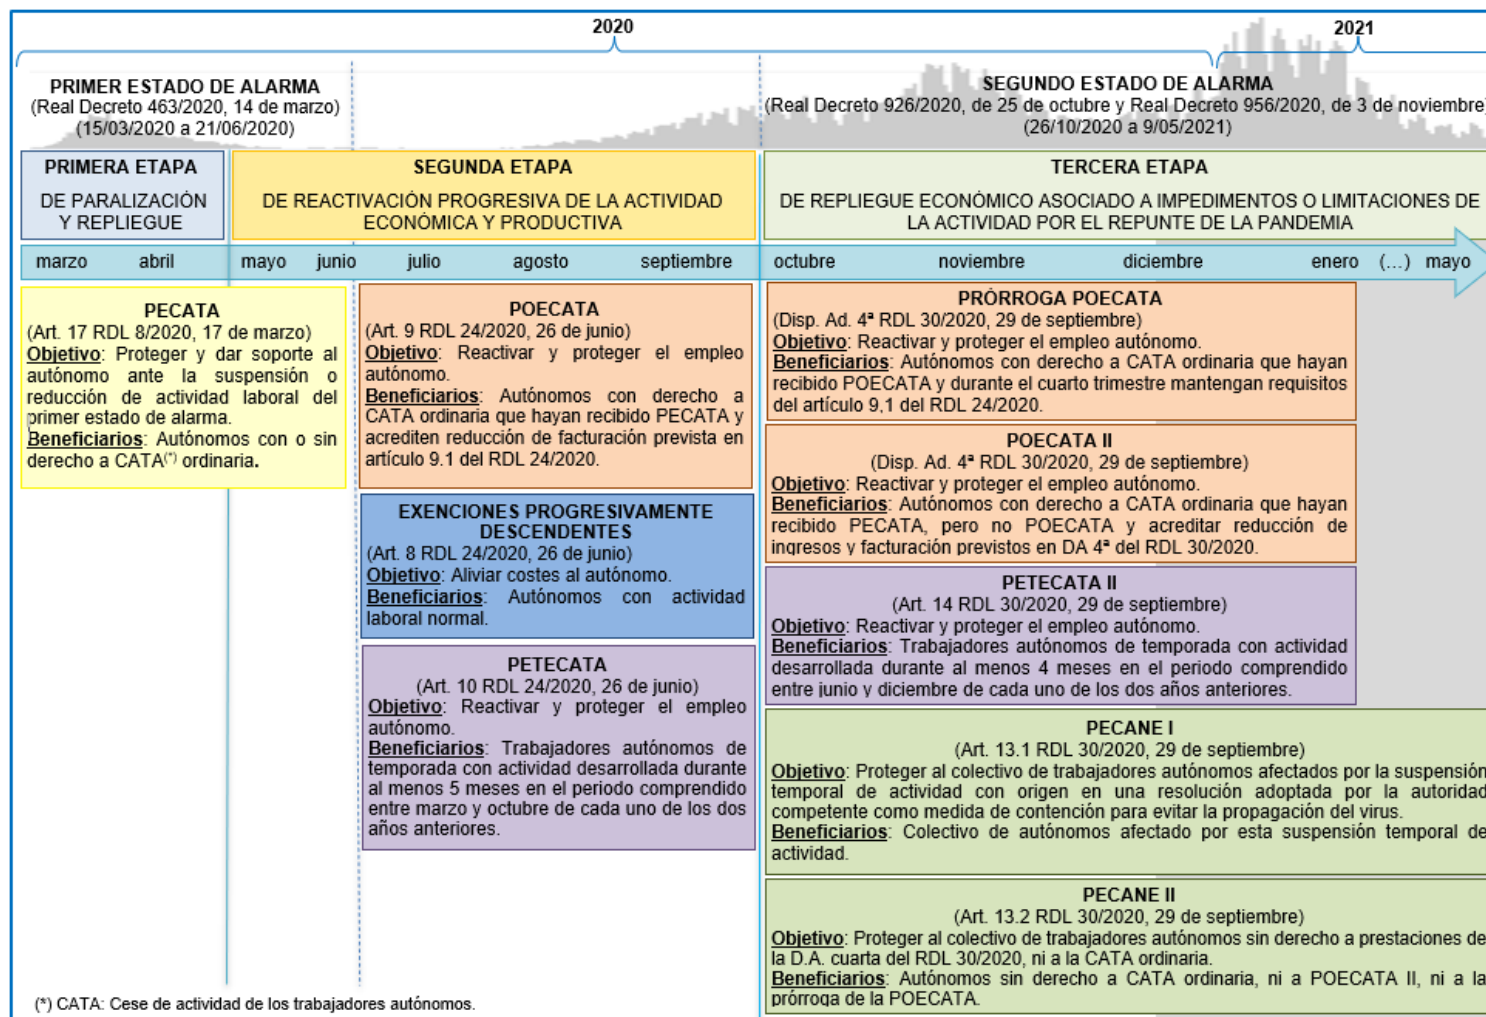 2020
2021
PRIMER ESTADO DE ALARMA
(Real Decreto 463/2020, 14 de marzo)
(15/03/2020 a 21/06/2020)
SEGUNDO ESTADO DE ALARMA
(Real Decreto 926/2020, de 25 de octubre y Real Decreto 956/2020, de 3 de noviembre)
(26/10/2020 a 9/05/2021)
PRIMERA ETAPA
DE PARALIZACIÓN
Y REPLIEGUE
SEGUNDA ETAPA
DE REACTIVACIÓN PROGRESIVA DE LA ACTIVIDAD
ECONÓMICA Y PRODUCTIVA
TERCERA ETAPA
DE REPLIEGUE ECONÓMICO ASOCIADO A IMPEDIMENTOS O LIMITACIONES DE
LA ACTIVIDAD POR EL REPUNTE DE LA PANDEMIA
marzo abril mayo junio julio agosto septiembre octubre noviembre diciembre enero (...) mayo
PECATA
(Art. 17 RDL 8/2020, 17 de marzo)
Objetivo: Proteger y dar soporte al
autónomo ante la suspensión o
reducción de actividad laboral del
primer estado de alarma.
Beneficiarios: Autónomos con o sin
derecho a CATA(*) ordinaria.
POECATA
(Art. 9 RDL 24/2020, 26 de junio)
Objetivo: Reactivar y proteger el empleo
autónomo.
Beneficiarios: Autónomos con derecho a
CATA ordinaria que hayan recibido PECATA y
acrediten reducción de facturación prevista en
artículo 9.1 del RDL 24/2020.
EXENCIONES PROGRESIVAMENTE
DESCENDENTES
(Art. 8 RDL 24/2020, 26 de junio)
Objetivo: Aliviar costes al autónomo.
Beneficiarios: Autónomos con actividad
laboral normal.
PETECATA
(Art. 10 RDL 24/2020, 26 de junio)
Objetivo: Reactivar y proteger el empleo
autónomo.
Beneficiarios: Trabajadores autónomos de
temporada con actividad desarrollada durante
al menos 5 meses en el periodo comprendido
entre marzo y octubre de cada uno de los dos
años anteriores.
PRÓRROGA POECATA
(Disp. Ad. 4ª RDL 30/2020, 29 de septiembre)
Objetivo: Reactivar y proteger el empleo autónomo.
Beneficiarios: Autónomos con derecho a CATA ordinaria que hayan
recibido POECATA y durante el cuarto trimestre mantengan requisitos
del artículo 9,1 del RDL 24/2020.
POECATA II
(Disp. Ad. 4ª RDL 30/2020, 29 de septiembre)
Objetivo: Reactivar y proteger el empleo autónomo.
Beneficiarios: Autónomos con derecho a CATA ordinaria que hayan
recibido PECATA, pero no POECATA y acreditar reducción de
ingresos y facturación previstos en DA 4ª del RDL 30/2020.
PETECATA II
(Art. 14 RDL 30/2020, 29 de septiembre)
Objetivo: Reactivar y proteger el empleo autónomo.
Beneficiarios: Trabajadores autónomos de temporada con actividad
desarrollada durante al menos 4 meses en el periodo comprendido
entre junio y diciembre de cada uno de los dos años anteriores.
PECANE I
(Art. 13.1 RDL 30/2020, 29 de septiembre)
Objetivo: Proteger al colectivo de trabajadores autónomos afectados por la suspensión
temporal de actividad con origen en una resolución adoptada por la autoridad
competente como medida de contención para evitar la propagación del virus.
Beneficiarios: Colectivo de autónomos afectado por esta suspensión temporal de
actividad.
PECANE II
(Art. 13.2 RDL 30/2020, 29 de septiembre)
Objetivo: Proteger al colectivo de trabajadores autónomos sin derecho a prestaciones de
la D.A. cuarta del RDL 30/2020, ni a la CATA ordinaria.
Beneficiarios: Autónomos sin derecho a CATA ordinaria, ni a POECATA II, ni a la
prórroga de la POECATA.
(*) CATA: Cese de actividad de los trabajadores autónomos.